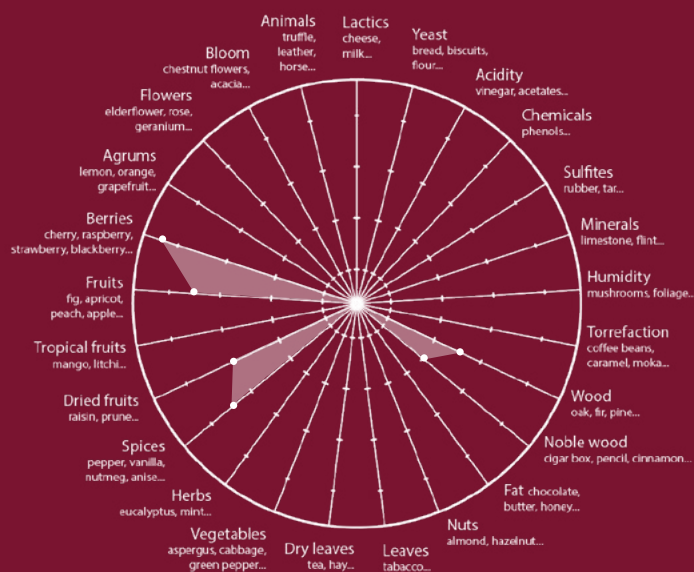 Lactics
cheese,
milk...
Yeast
bread, biscuits,
flour...
Acidity
vinegar, acetates...
Chemicals
phenols...
Sulfites
rubber, tar...
Minerals
limestone, flint...
Humidity
mushrooms, foliage...
Torrefaction
coffee beans,
caramel, moka...
Wood
oak, fir, pine...
Noble wood
cigar box, pencil, cinnamon...
Fat chocolate,
butter, honey...
Nuts
almond, hazelnut...
Leaves
tabacco...
Dry leaves
tea, hay...
Vegetables
aspergus, cabbage,
green pepper...
Herbs
eucalyptus, mint...
Spices
pepper, vanilla,
nutmeg, anise...
Dried fruits
raisin, prune...
Tropical fruits
mango, litchi...
Fruits
fig, apricot,
peach, apple...
Berries
cherry, raspberry,
strawberry, blackberry...
Agrums
lemon, orange,
grapefruit...
Flowers
elderflower, rose,
geranium...
Bloom
chestnut flowers,
acacia...
Animals
truffle,
leather,
horse...